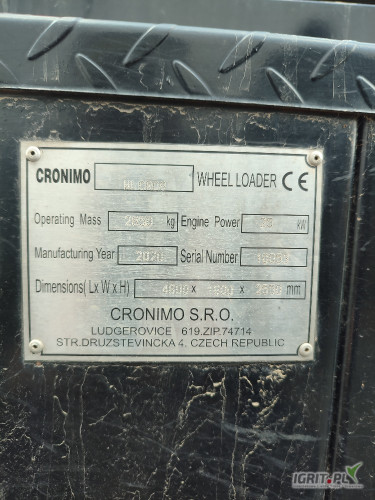 CRONIMO WHEEL LOADER CE
Operating Mass kg Engine Power kW
Manufacturing Year 2020 Serial Number
Dimensions( Lx W x H) x x mm
CRONIMO S.R.O.
LUDGEROVICE 619.ZIP.74714
STR.DRUZSTEVINCKA 4, CZECH REPUBLIC
IGRIT.PL